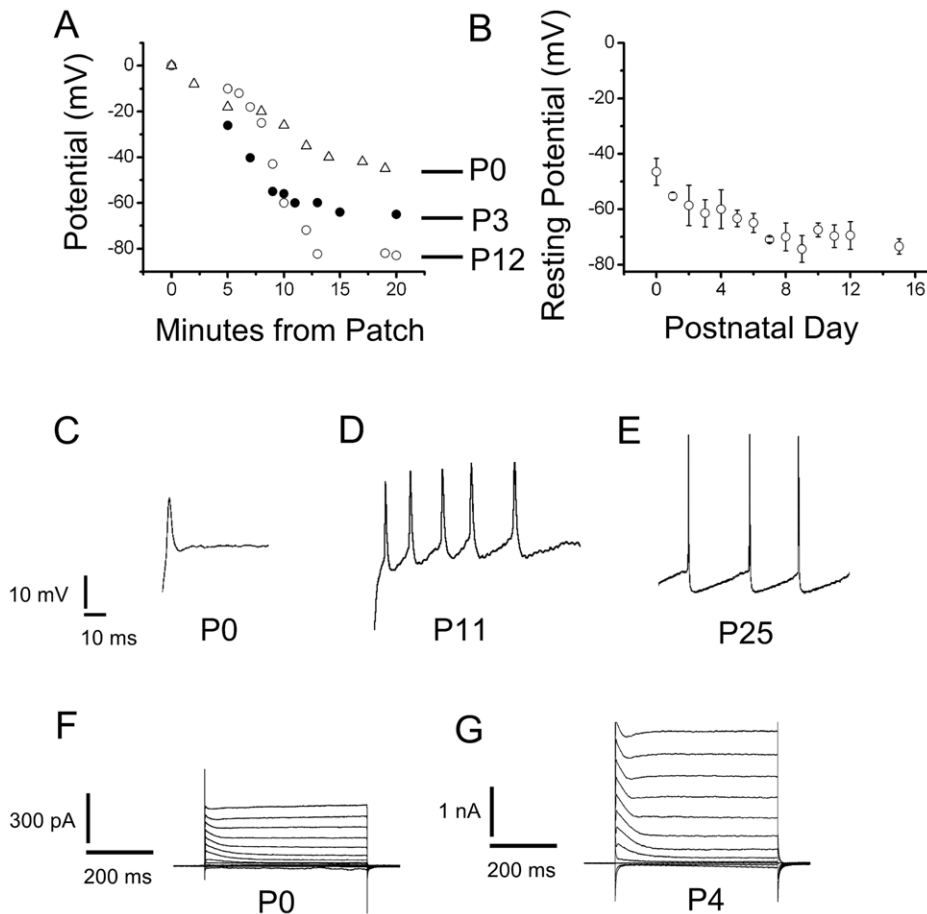 A
Potential (mV)
0
-20
-40
-60
-80
0
5
10
15
20
Minutes from Patch
P0
P3
P12
B
Resting Potential (mV)
0
-20
-40
-60
-80
0
4
8
12
16
Postnatal Day
C
10 mV
10 ms
P0
D
P11
E
P25
F
300 pA
200 ms
P0
G
1 nA
200 ms
P4